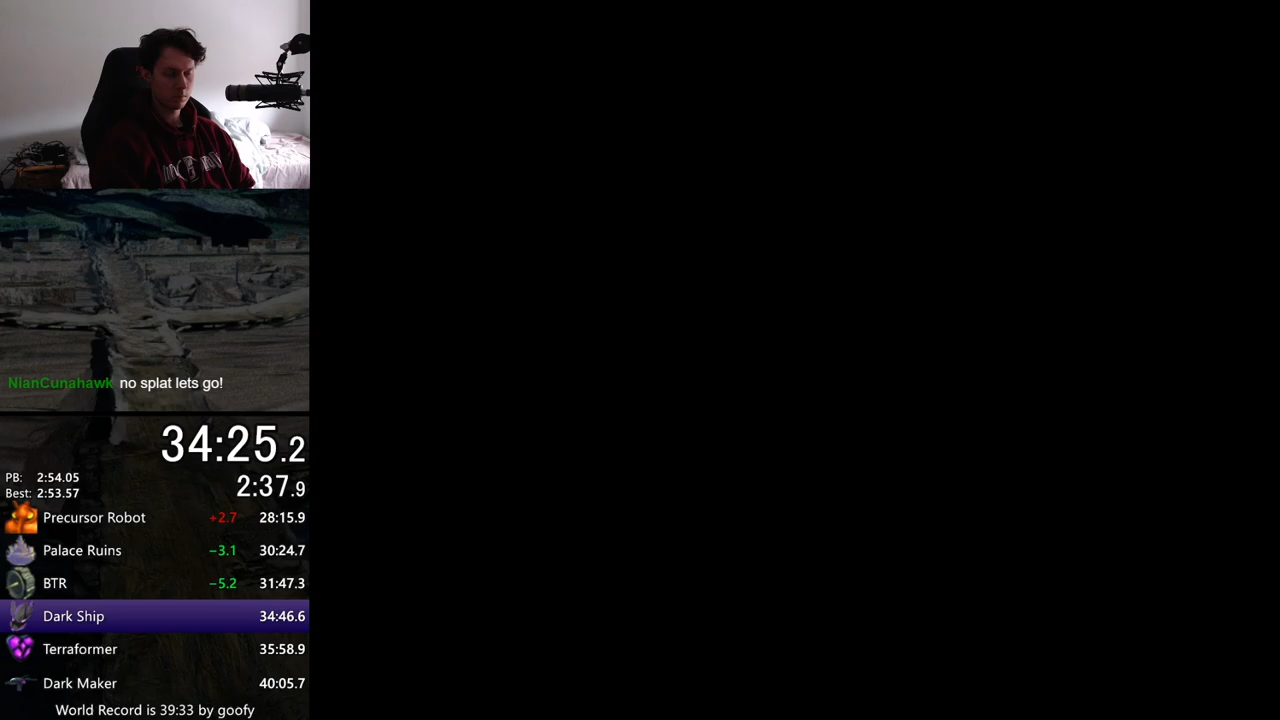 NIanCunahawk no splat lets go!
34:25.2
PB: 2:54.05
2:37.9
Best: 2:53.57
Precursor Robot +2.7 28:15.9
Palace Ruins −3.1 30:24.7
BTR −5.2 31:47.3
Dark Ship 34:46.6
Terraformer 35:58.9
Dark Maker 40:05.7
World Record is 39:33 by goofy